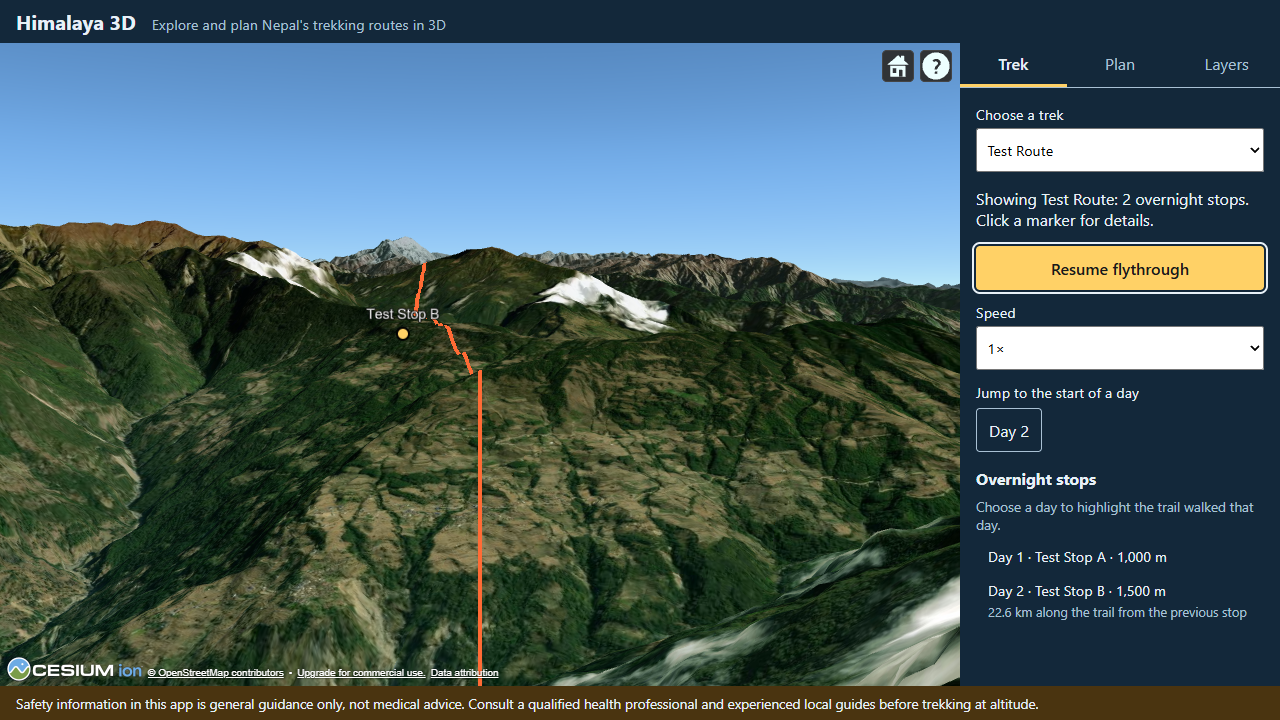 Himalaya 3D Explore and plan Nepal's trekking routes in 3D
Trek Plan Layers
Choose a trek
Test Route
Showing Test Route: 2 overnight stops.
Click a marker for details.
Resume flythrough
Speed
1×
Jump to the start of a day
Day 2
Overnight stops
Choose a day to highlight the trail walked that
day.
Day 1 · Test Stop A · 1,000 m
Day 2 · Test Stop B · 1,500 m
22.6 km along the trail from the previous stop
?
Test Stop B
CESIUM ion © OpenStreetMap contributors • Upgrade for commercial use. Data attribution
Safety information in this app is general guidance only, not medical advice. Consult a qualified health professional and experienced local guides before trekking at altitude.